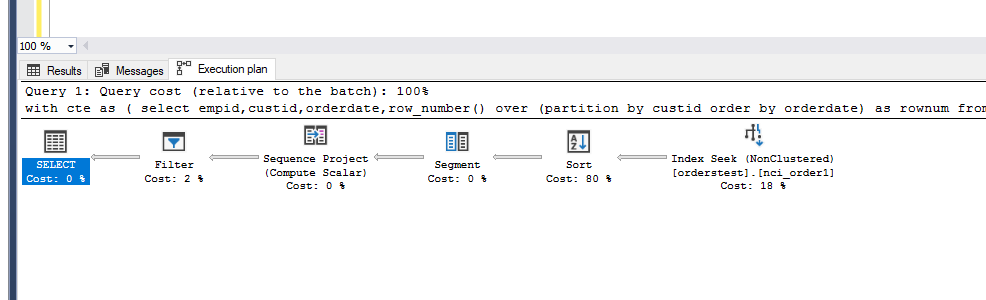 100 %
Results Messages Execution plan
Query 1: Query cost (relative to the batch): 100%
with cte as ( select empid,custid,orderdate,row_number() over (partition by custid order by orderdate) as rownum from
SELECT
Cost: 0 %
Filter
Cost: 2 %
Sequence Project
(Compute Scalar)
Cost: 0 %
Segment
Cost: 0 %
Sort
Cost: 80 %
Index Seek (NonClustered)
[orderstest].[nci_order1]
Cost: 18 %